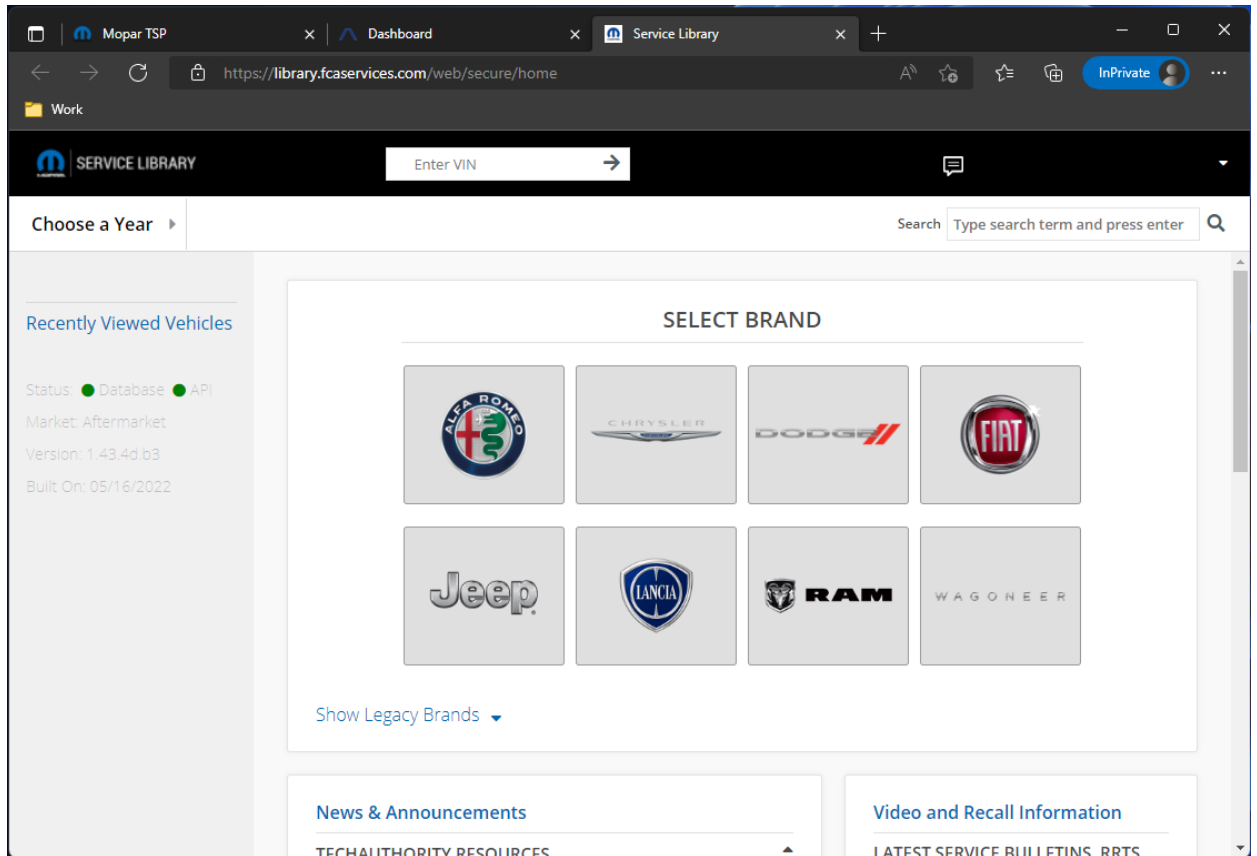 Mopar TSP
Dashboard
Service Library
https://library.fcaservices.com/web/secure/home
InPrivate
Work
SERVICE LIBRARY
Enter VIN
Choose a Year
Search Type search term and press enter
Recently Viewed Vehicles
Status: Database API
Market: Aftermarket
Version: 1.43.4d.b3
Built On: 05/16/2022
SELECT BRAND
ALFA ROMEO
CHRYSLER
DODGE
FIAT
Jeep
LANCIA
RAM
WAGONEER
Show Legacy Brands
News & Announcements
TECHAUTHORITY RESOURCES
Video and Recall Information
LATEST SERVICE BULLETINS, RRTS